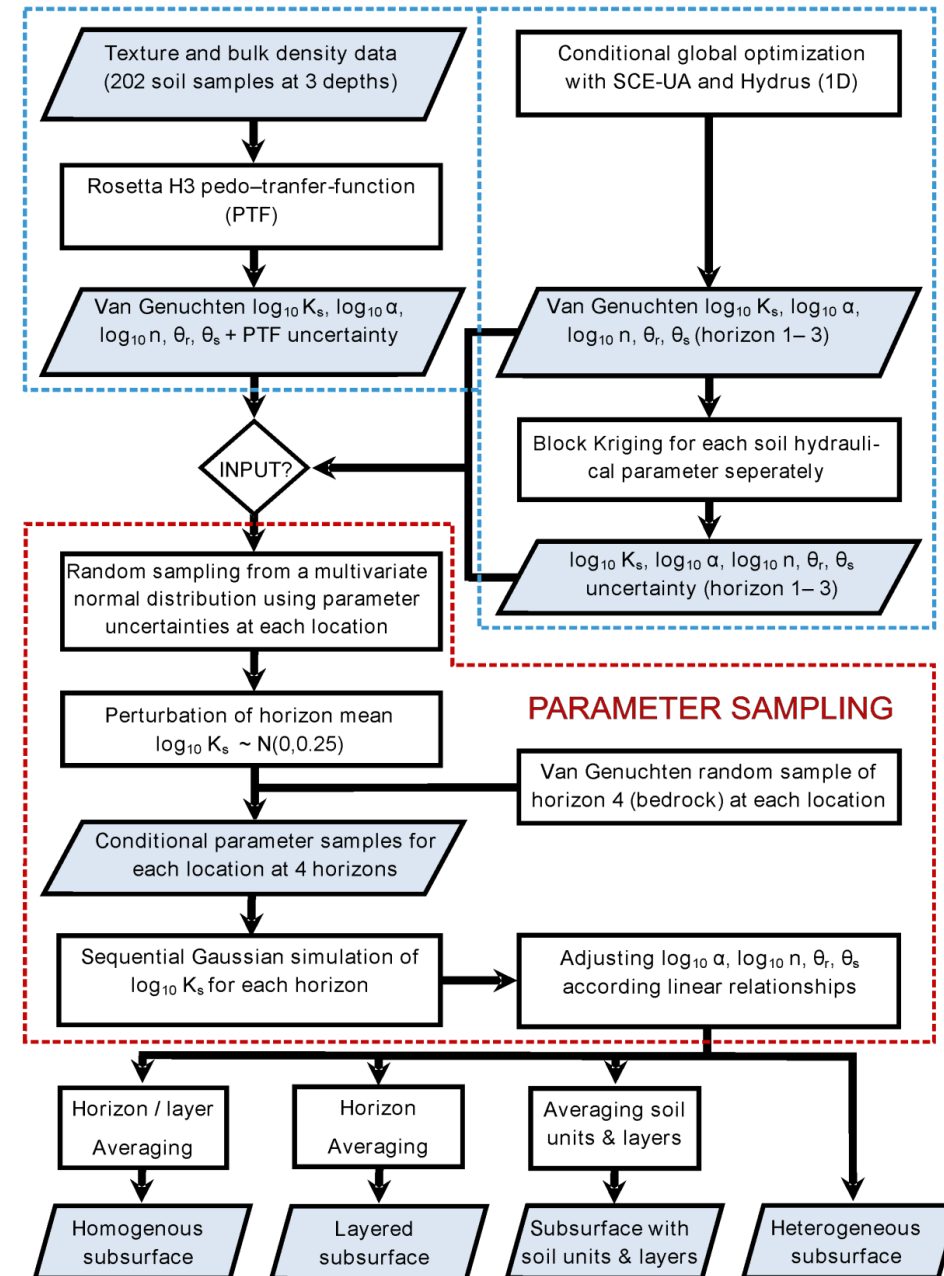 Texture and bulk density data
(202 soil samples at 3 depths)
Rosetta H3 pedo–tranfer-function
(PTF)
Van Genuchten log₁₀ Kₛ, log₁₀ α,
log₁₀ n, θᵣ, θₛ + PTF uncertainty
Conditional global optimization
with SCE-UA and Hydrus (1D)
Van Genuchten log₁₀ Kₛ, log₁₀ α,
log₁₀ n, θᵣ, θₛ (horizon 1– 3)
Block Kriging for each soil hydrauli-
cal parameter seperately
log₁₀ Kₛ, log₁₀ α, log₁₀ n, θᵣ, θₛ
uncertainty (horizon 1– 3)
INPUT?
Random sampling from a multivariate
normal distribution using parameter
uncertainties at each location
Perturbation of horizon mean
log₁₀ Kₛ ~ N(0,0.25)
PARAMETER SAMPLING
Van Genuchten random sample of
horizon 4 (bedrock) at each location
Conditional parameter samples for
each location at 4 horizons
Sequential Gaussian simulation of
log₁₀ Kₛ for each horizon
Adjusting log₁₀ α, log₁₀ n, θᵣ, θₛ
according linear relationships
Horizon / layer
Averaging
Horizon
Averaging
Averaging soil
units & layers
Homogenous
subsurface
Layered
subsurface
Subsurface with
soil units & layers
Heterogeneous
subsurface